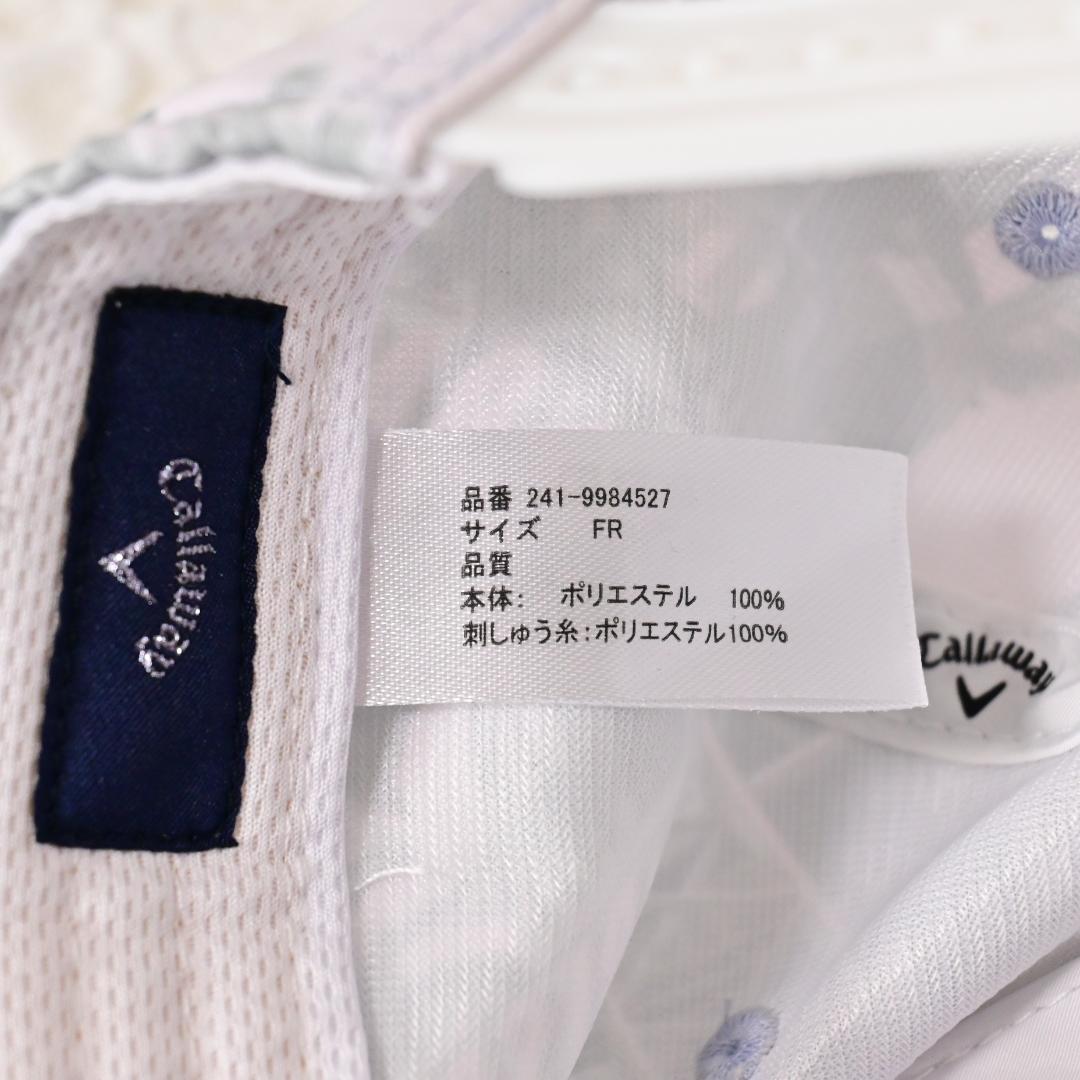 Callaway
品番 241-9984527
サイズ FR
品質
本体: ポリエステル 100%
刺しゅう糸:ポリエステル100%
Callaway